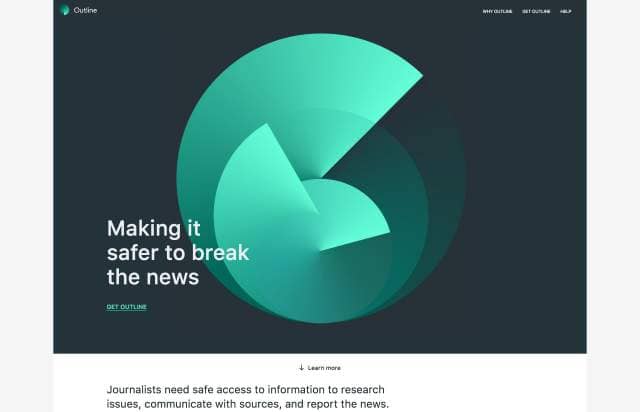 Outline
WHY OUTLINE GET OUTLINE HELP
Making it
safer to break
the news
GET OUTLINE
Learn more
Journalists need safe access to information to research
issues, communicate with sources, and report the news.